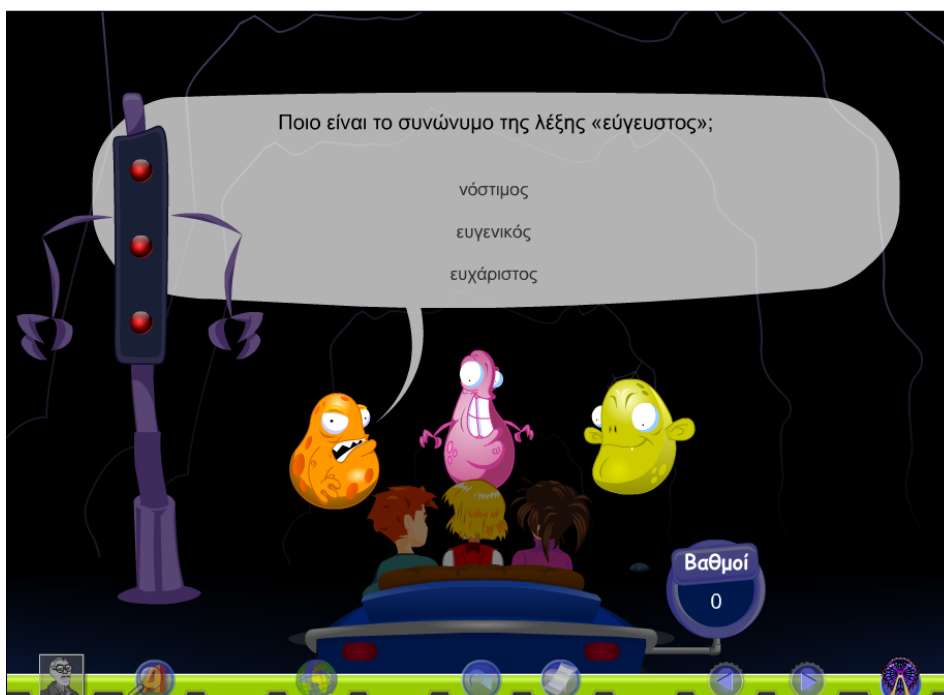 Ποιο είναι το συνώνυμο της λέξης «εύγευστος»;
νόστιμος
ευγενικός
ευχάριστος
Βαθμοί
0